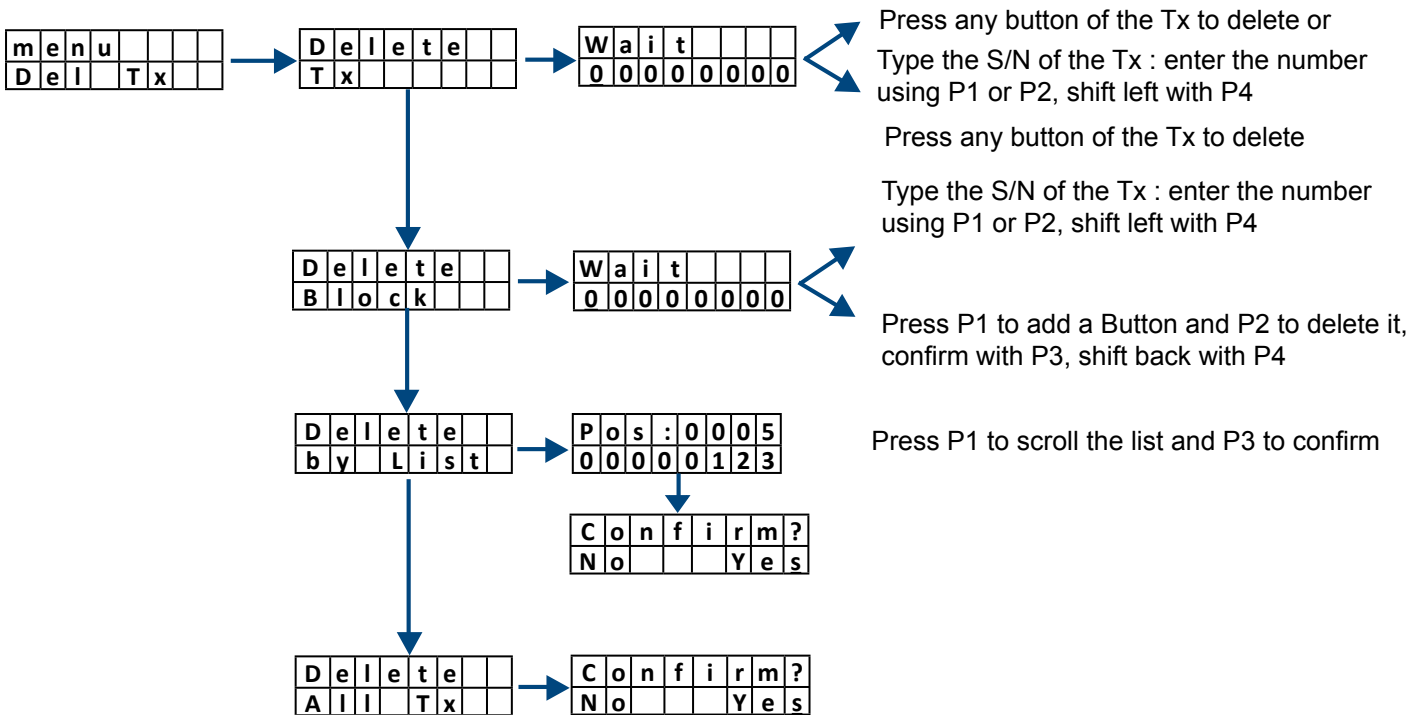 menu
Del Tx
Delete
Tx
Wait
00000000
Press any button of the Tx to delete or
Type the S/N of the Tx : enter the number
using P1 or P2, shift left with P4
Press any button of the Tx to delete
Type the S/N of the Tx : enter the number
using P1 or P2, shift left with P4
Delete
Block
Wait
00000000
Press P1 to add a Button and P2 to delete it,
confirm with P3, shift back with P4
Delete
by List
Pos:0005
00000123
Press P1 to scroll the list and P3 to confirm
Confirm?
No Yes
Delete
All Tx
Confirm?
No Yes